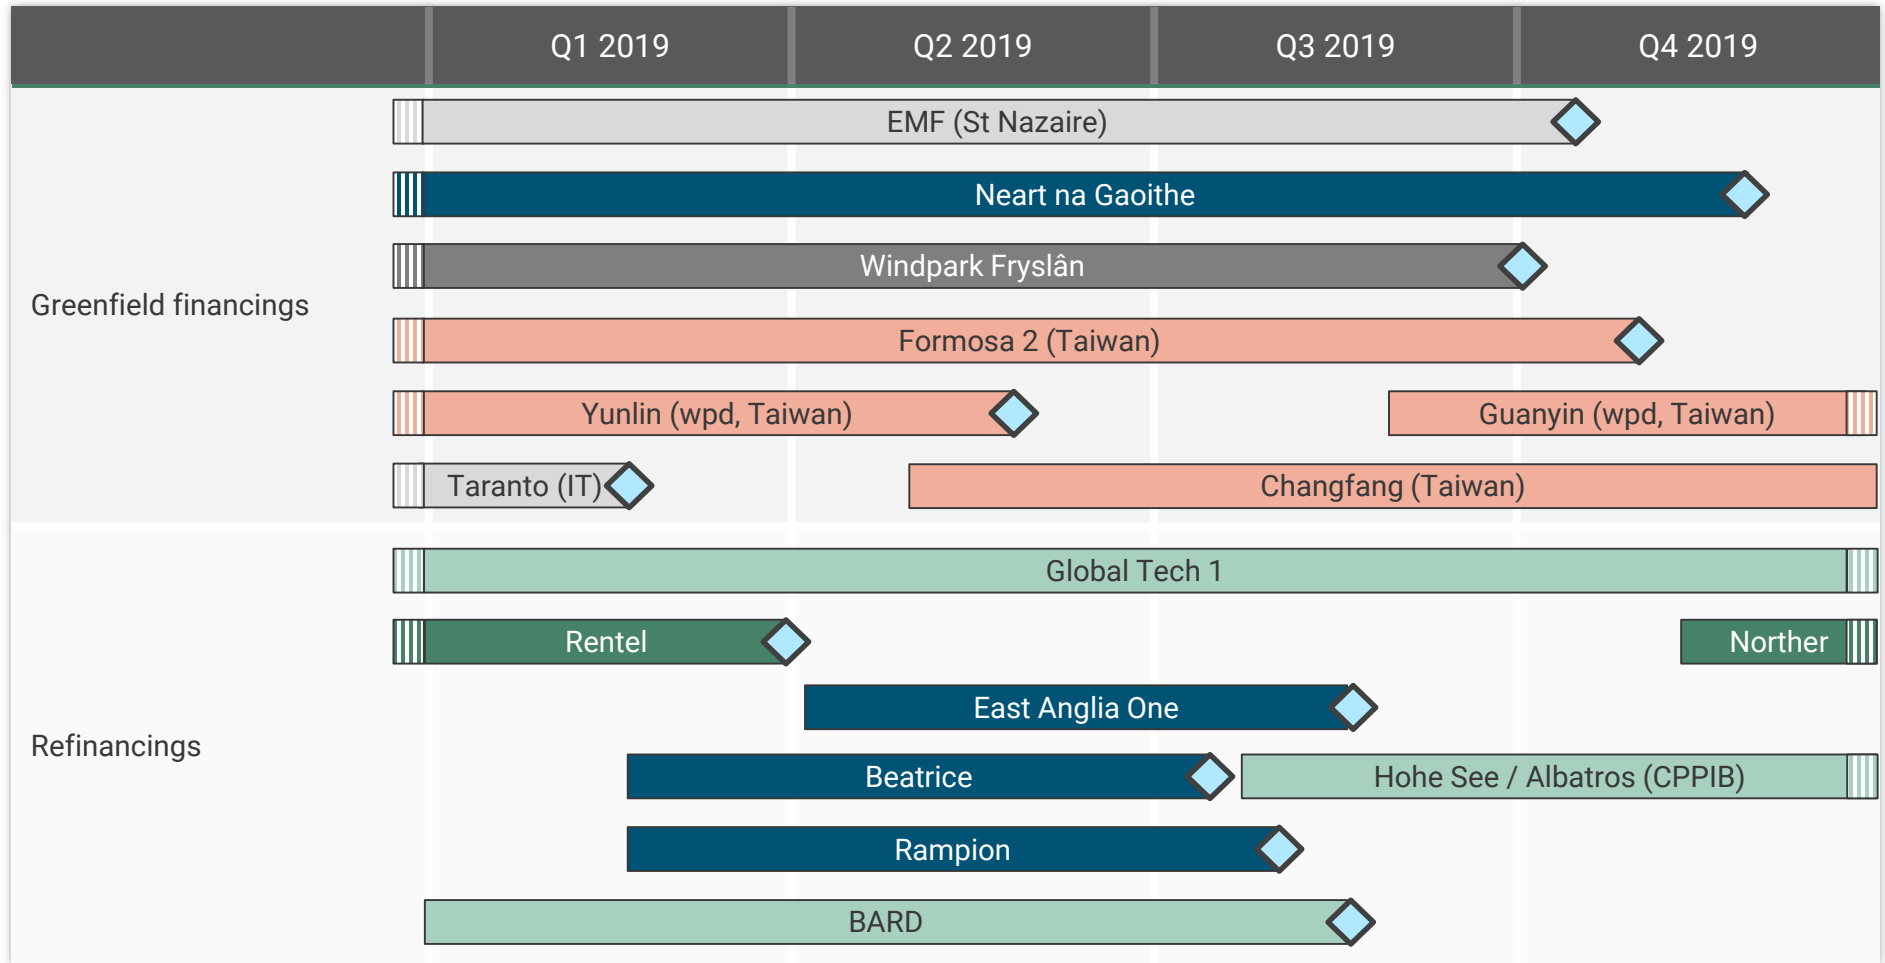 Q1 2019
Q2 2019
Q3 2019
Q4 2019
Greenfield financings
EMF (St Nazaire)
Neart na Gaoithe
Windpark Fryslân
Formosa 2 (Taiwan)
Yunlin (wpd, Taiwan)
Guanyin (wpd, Taiwan)
Taranto (IT)
Changfang (Taiwan)
Refinancings
Global Tech 1
Rentel
Norther
East Anglia One
Beatrice
Hohe See / Albatros (CPPIB)
Rampion
BARD